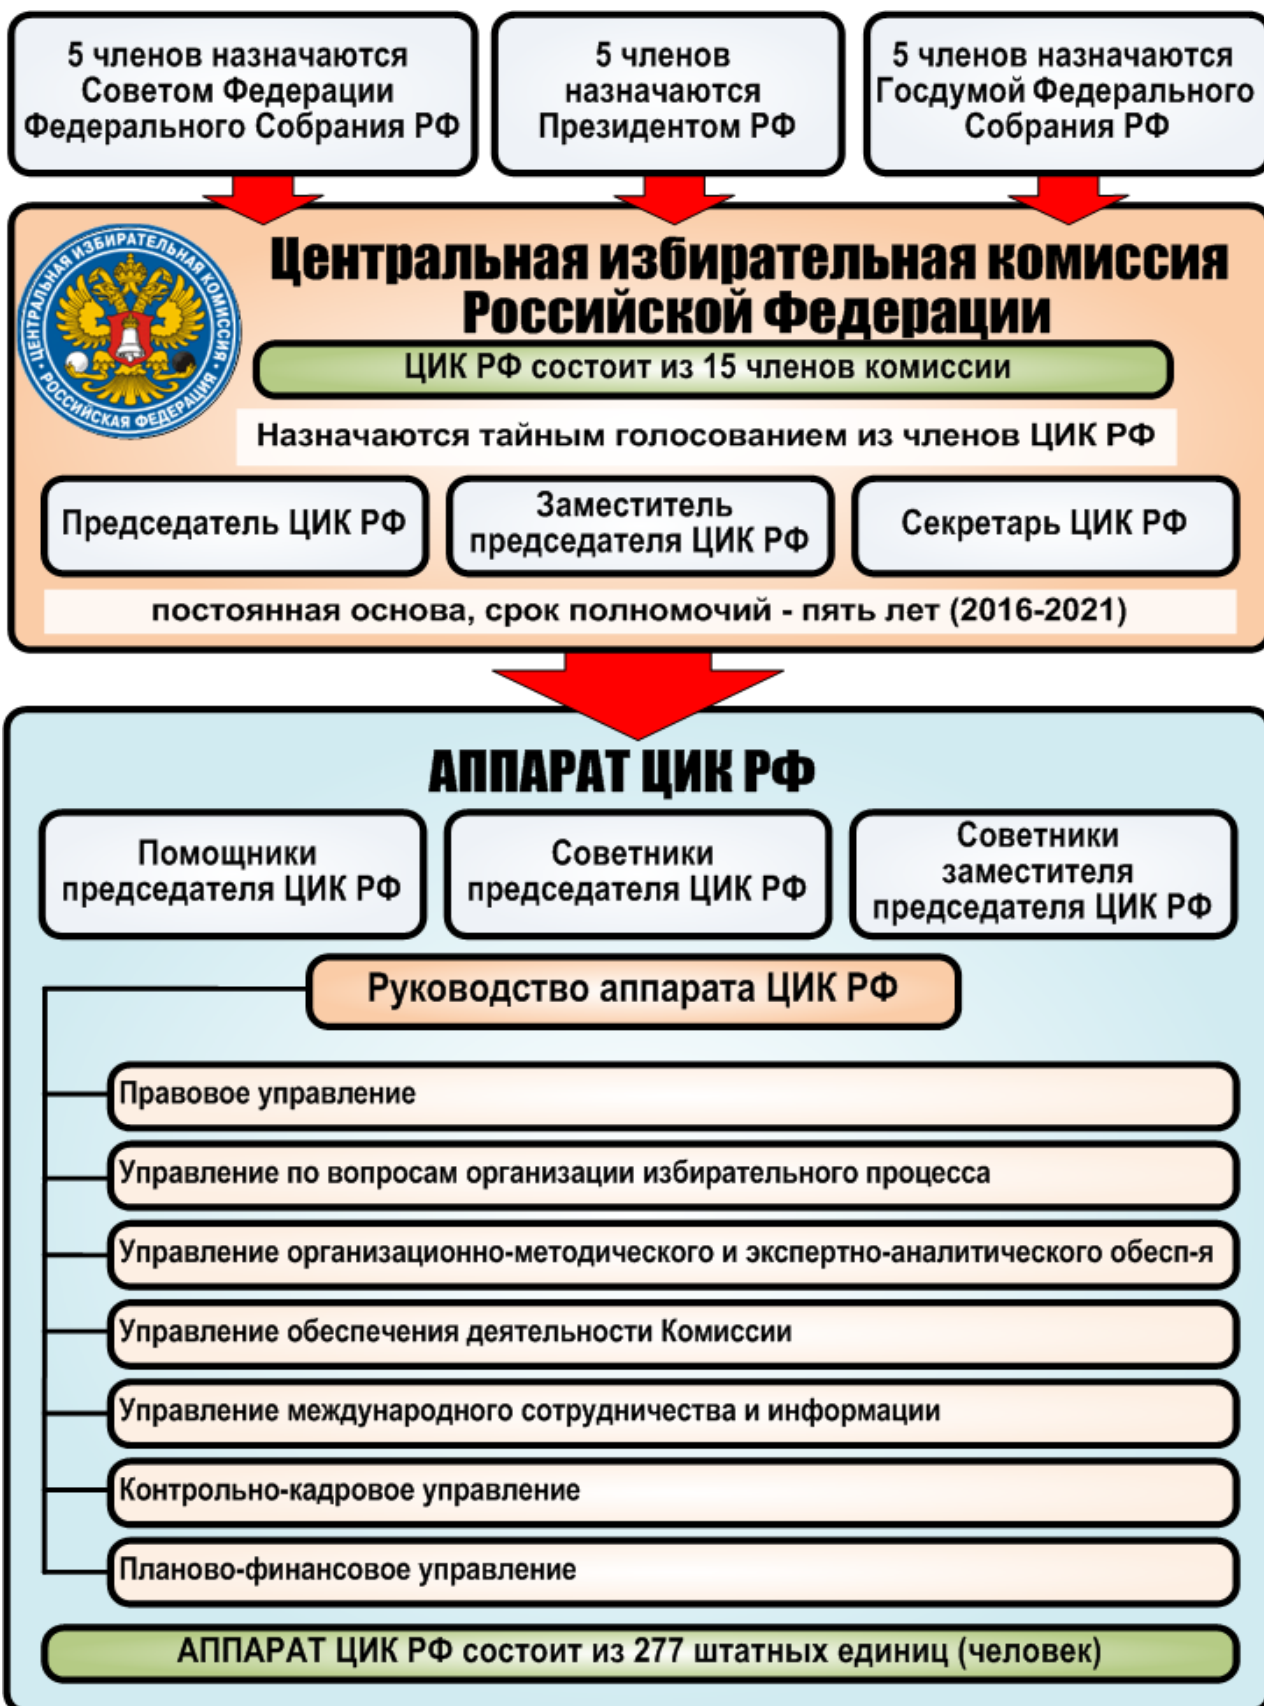 5 членов назначаются
Советом Федерации
Федерального Собрания РФ
5 членов
назначаются
Президентом РФ
5 членов назначаются
Госдумой Федерального
Собрания РФ
ЦЕНТРАЛЬНАЯ ИЗБИРАТЕЛЬНАЯ КОМИССИЯ
РОССИЙСКАЯ ФЕДЕРАЦИЯ
Центральная избирательная комиссия
Российской Федерации
ЦИК РФ состоит из 15 членов комиссии
Назначаются тайным голосованием из членов ЦИК РФ
Председатель ЦИК РФ
Заместитель
председателя ЦИК РФ
Секретарь ЦИК РФ
постоянная основа, срок полномочий - пять лет (2016-2021)
АППАРАТ ЦИК РФ
Помощники
председателя ЦИК РФ
Советники
председателя ЦИК РФ
Советники
заместителя
председателя ЦИК РФ
Руководство аппарата ЦИК РФ
Правовое управление
Управление по вопросам организации избирательного процесса
Управление организационно-методического и экспертно-аналитического обесп-я
Управление обеспечения деятельности Комиссии
Управление международного сотрудничества и информации
Контрольно-кадровое управление
Планово-финансовое управление
АППАРАТ ЦИК РФ состоит из 277 штатных единиц (человек)